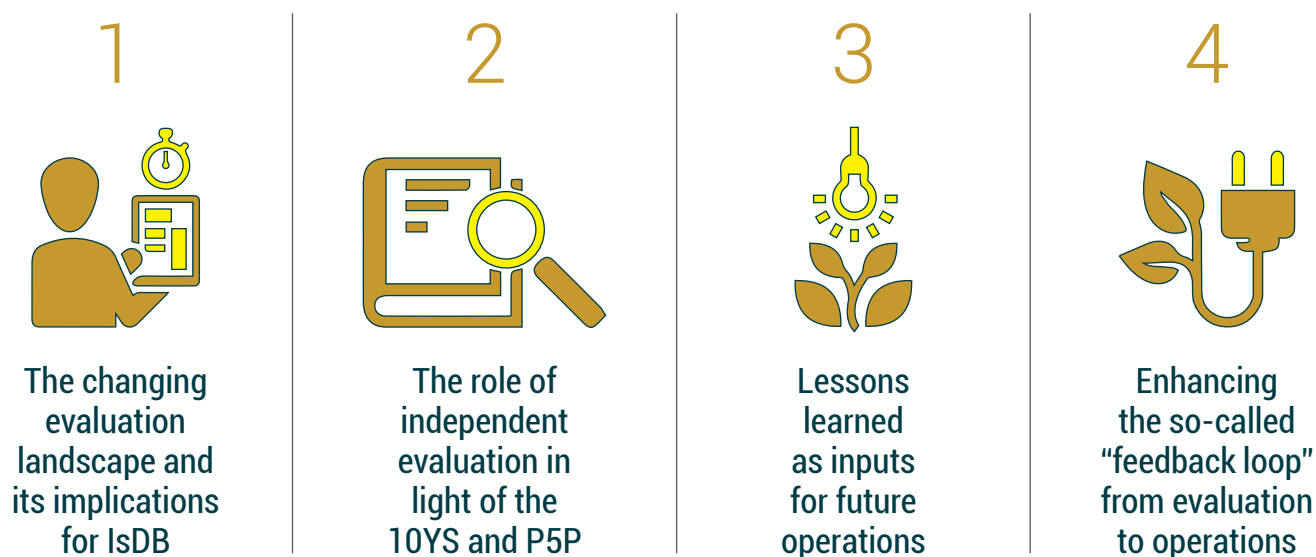 1
The changing
evaluation
landscape and
its implications
for IsDB
2
The role of
independent
evaluation in
light of the
10YS and P5P
3
Lessons
learned
as inputs
for future
operations
4
Enhancing
the so-called
“feedback loop”
from evaluation
to operations